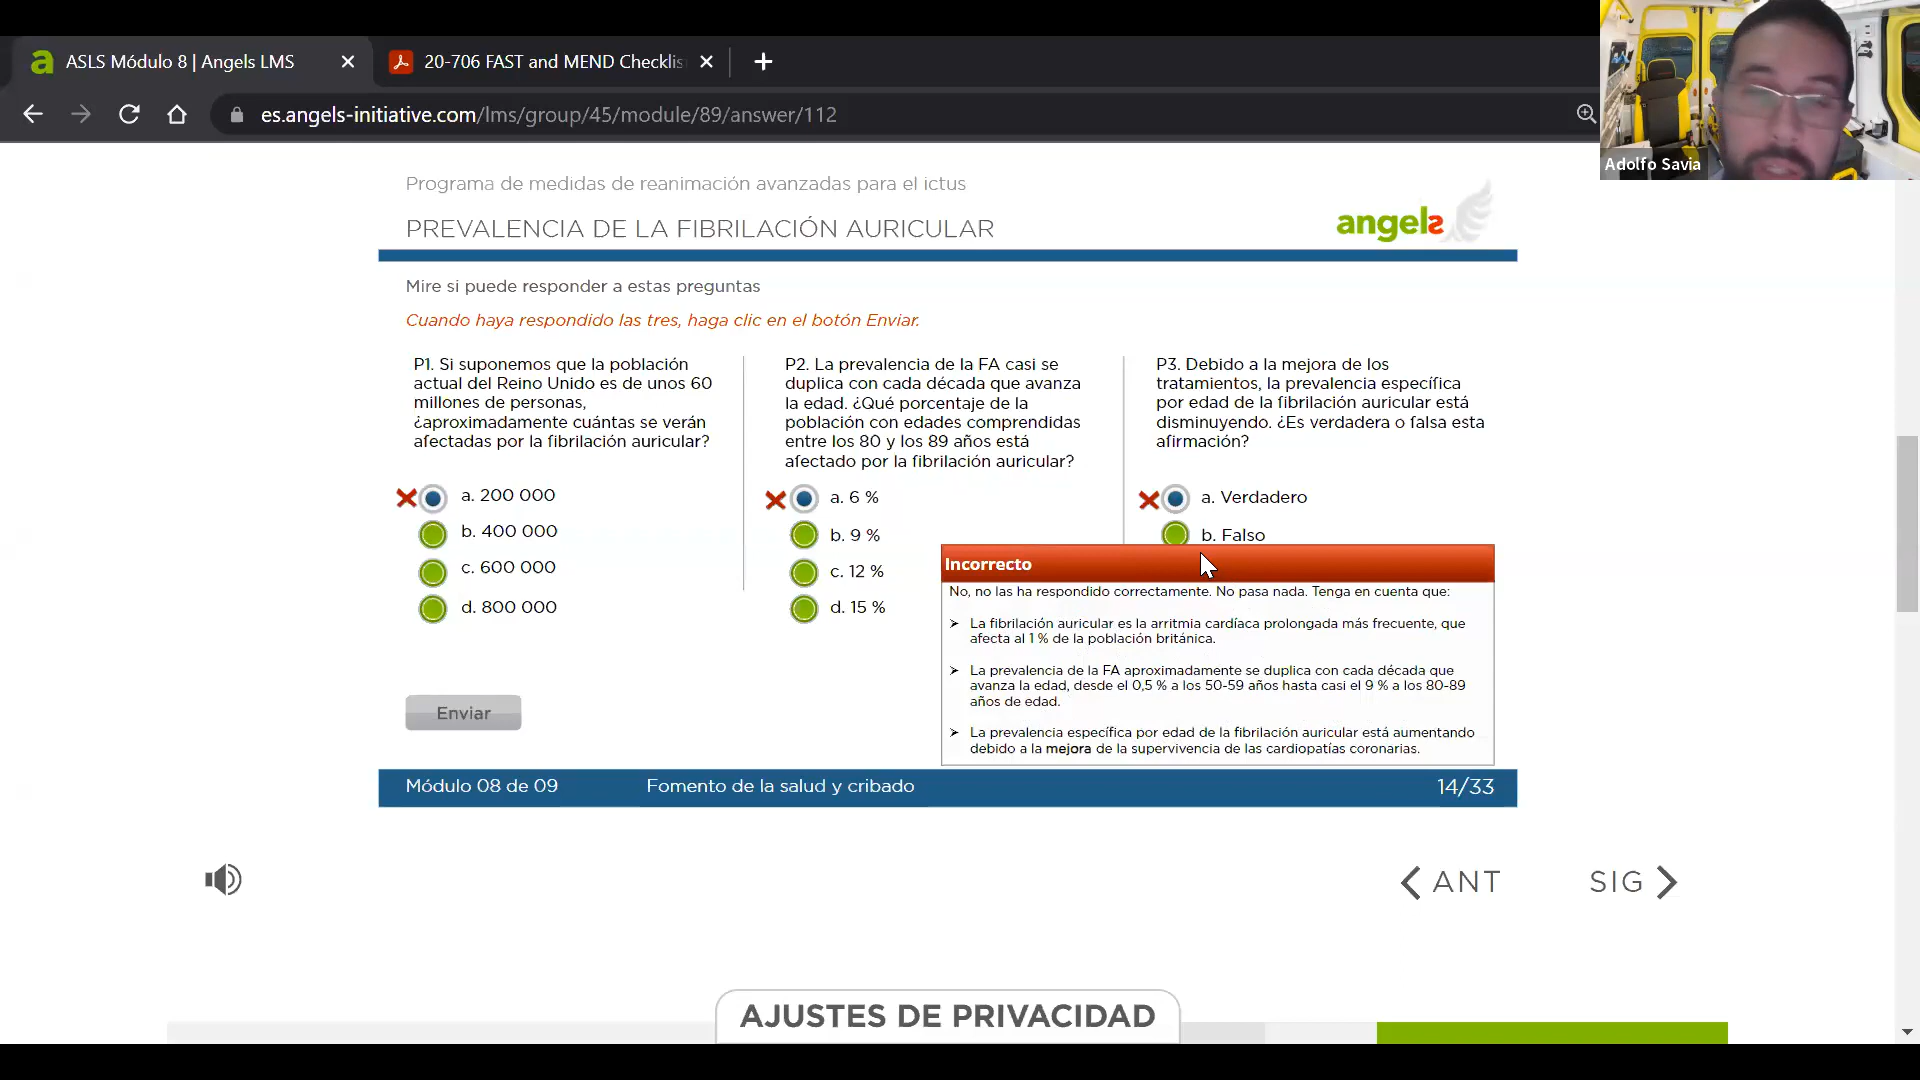 ASLS Módulo 8 | Angels LMS
20-706 FAST and MEND Checklis
es.angels-initiative.com/lms/group/45/module/89/answer/112
Adolfo Savia
Programa de medidas de reanimación avanzadas para el ictus
PREVALENCIA DE LA FIBRILACIÓN AURICULAR
angels
Mire si puede responder a estas preguntas
Cuando haya respondido las tres, haga clic en el botón Enviar.
P1. Si suponemos que la población
actual del Reino Unido es de unos 60
millones de personas,
¿aproximadamente cuántas se verán
afectadas por la fibrilación auricular?
a. 200 000
b. 400 000
c. 600 000
d. 800 000
P2. La prevalencia de la FA casi se
duplica con cada década que avanza
la edad. ¿Qué porcentaje de la
población con edades comprendidas
entre los 80 y los 89 años está
afectado por la fibrilación auricular?
a. 6 %
b. 9 %
c. 12 %
d. 15 %
P3. Debido a la mejora de los
tratamientos, la prevalencia específica
por edad de la fibrilación auricular está
disminuyendo. ¿Es verdadera o falsa esta
afirmación?
a. Verdadero
b. Falso
Incorrecto
No, no las ha respondido correctamente. No pasa nada. Tenga en cuenta que:
La fibrilación auricular es la arritmia cardíaca prolongada más frecuente, que
afecta al 1 % de la población británica.
La prevalencia de la FA aproximadamente se duplica con cada década que
avanza la edad, desde el 0,5 % a los 50-59 años hasta casi el 9 % a los 80-89
años de edad.
La prevalencia específica por edad de la fibrilación auricular está aumentando
debido a la mejora de la supervivencia de las cardiopatías coronarias.
Enviar
Módulo 08 de 09
Fomento de la salud y cribado
14/33
ANT
SIG
AJUSTES DE PRIVACIDAD